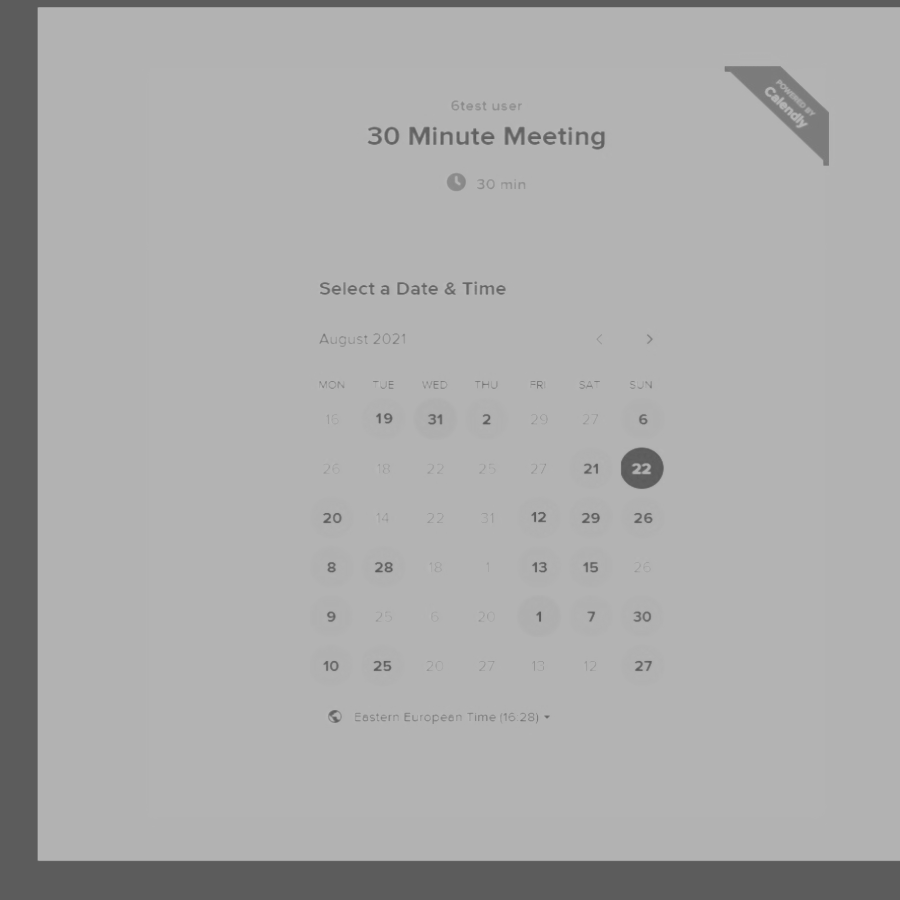 POWERED BY
Calendly
6test user
30 Minute Meeting
30 min
Select a Date & Time
August 2021
MON TUE WED THU FRI SAT SUN
16 19 31 2 29 27 6
26 18 22 25 27 21 22
20 14 22 31 12 29 26
8 28 18 1 13 15 26
9 25 6 20 1 7 30
10 25 20 27 13 12 27
Eastern European Time (16:28)